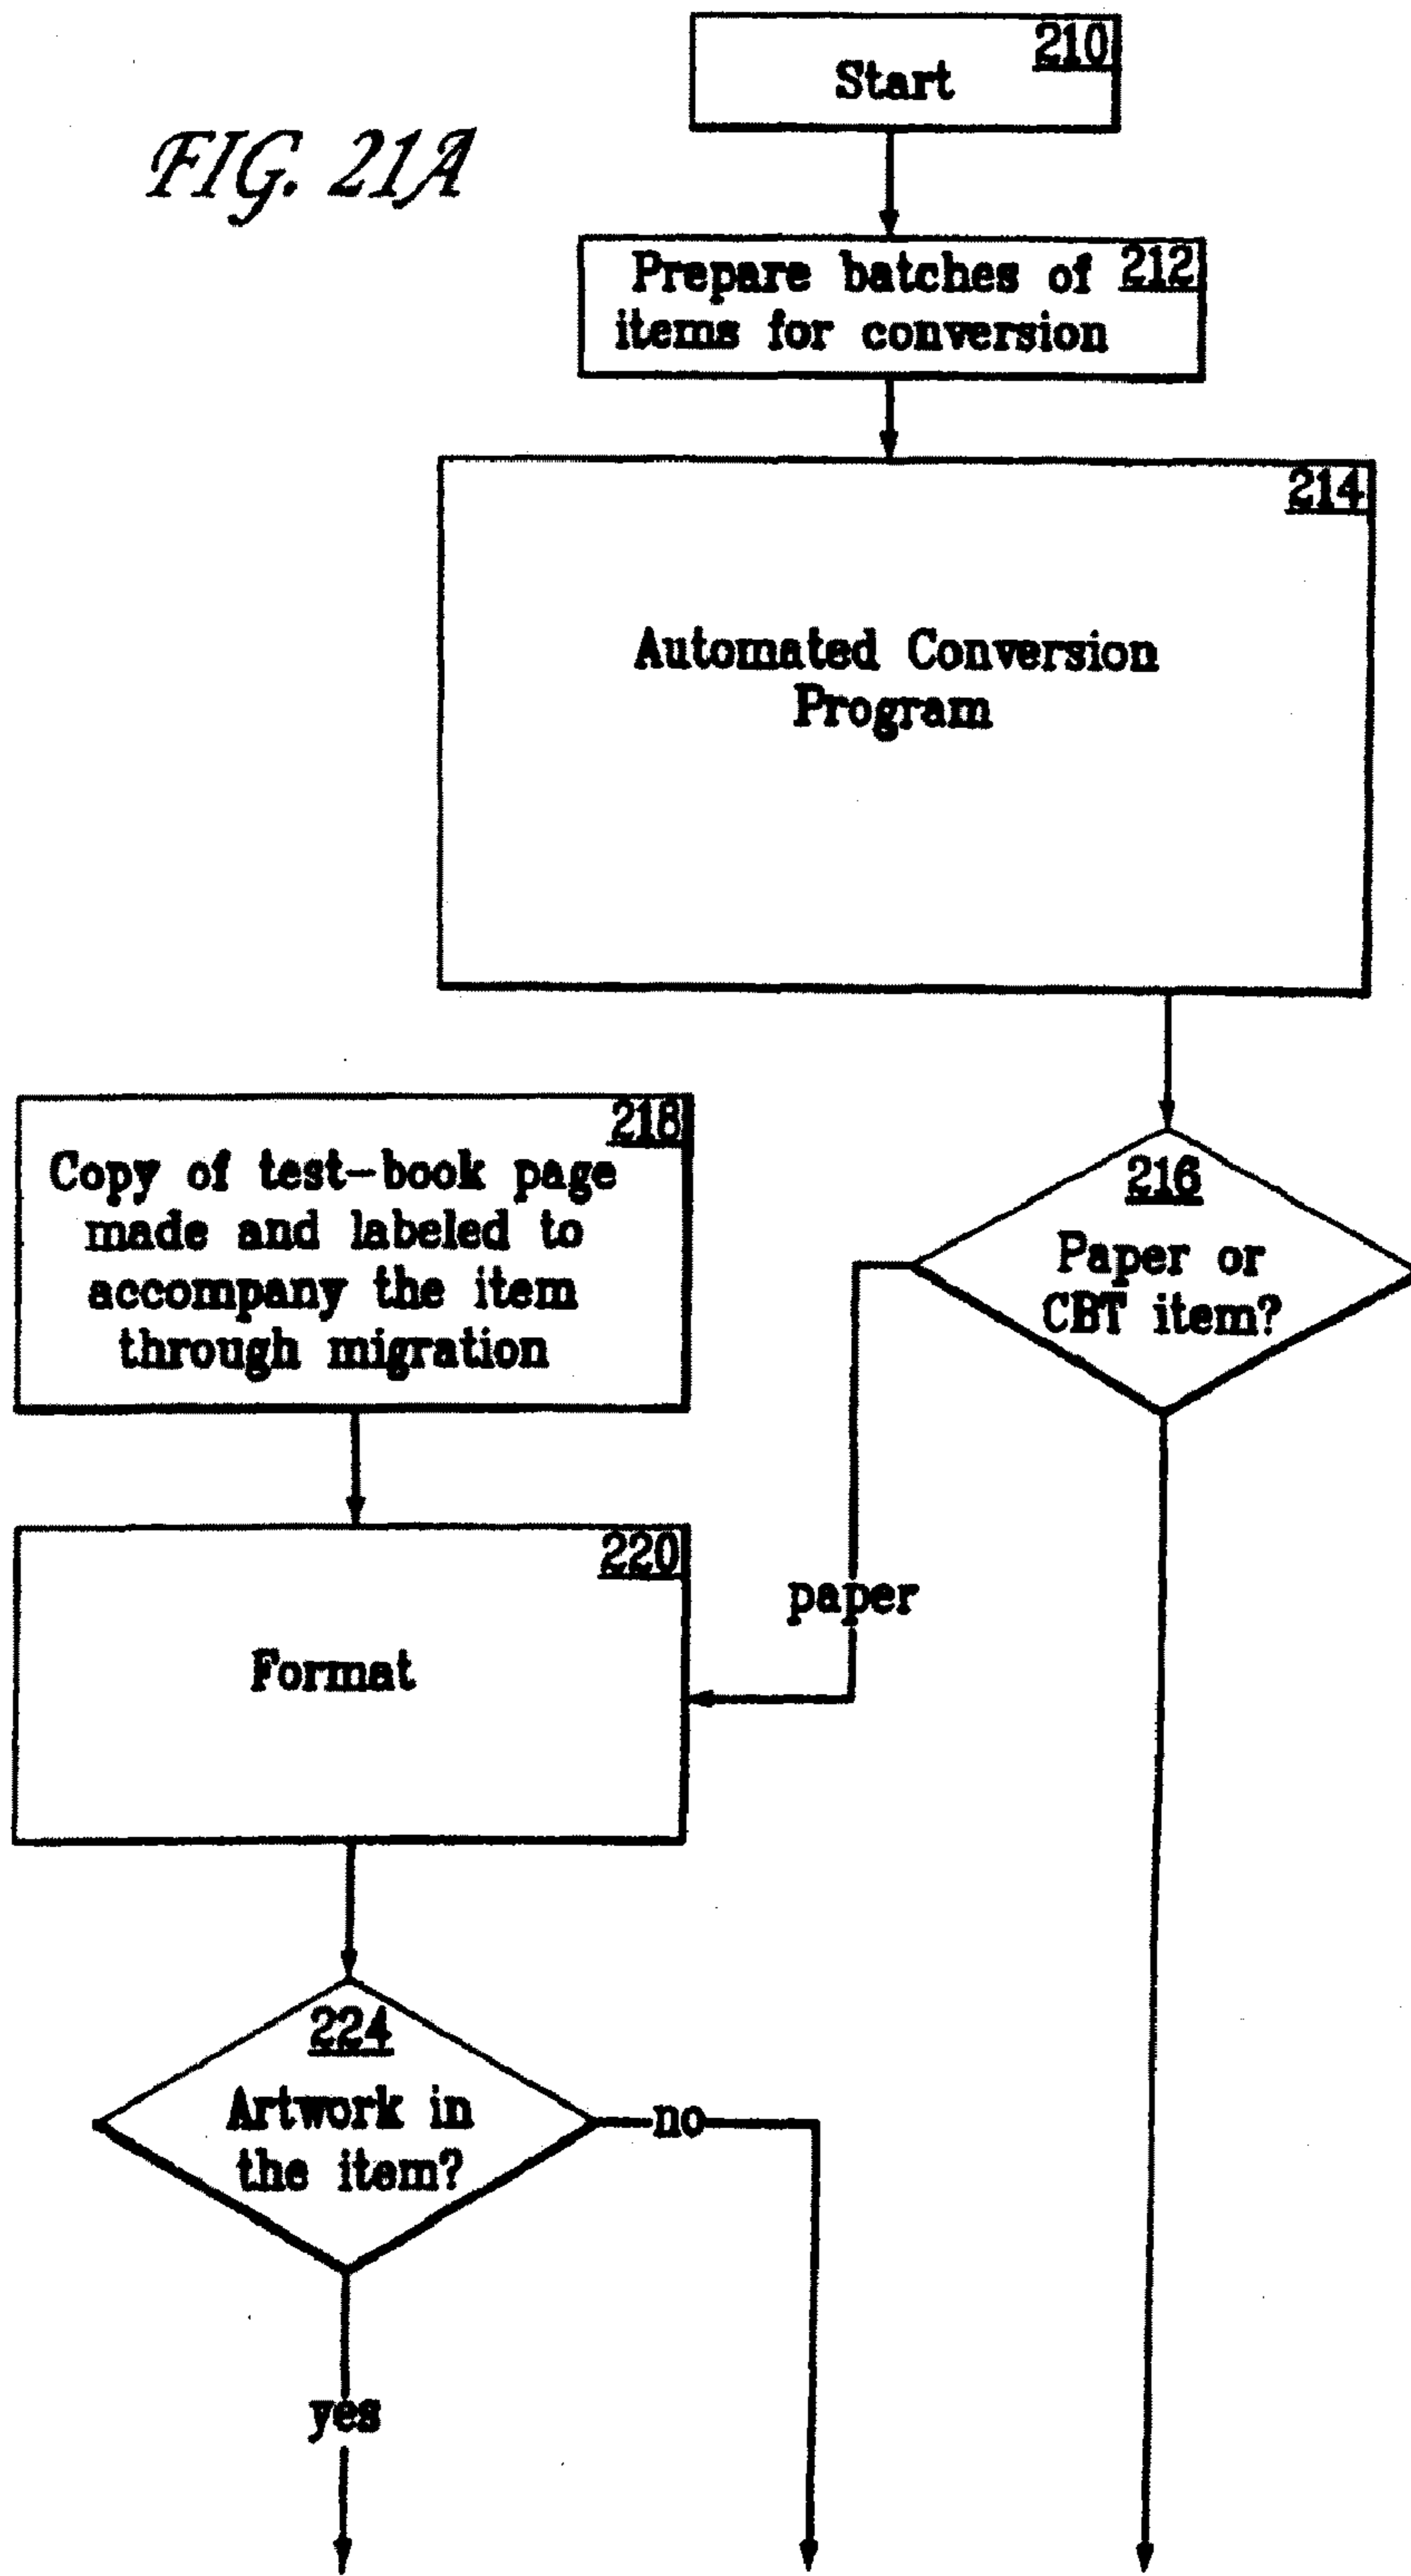 FIG. 21A
210
Start
212
Prepare batches of
items for conversion
214
Automated Conversion
Program
216
Paper or
CBT item?
218
Copy of test-book page
made and labeled to
accompany the item
through migration
paper
220
Format
224
Artwork in
the item?
no
yes